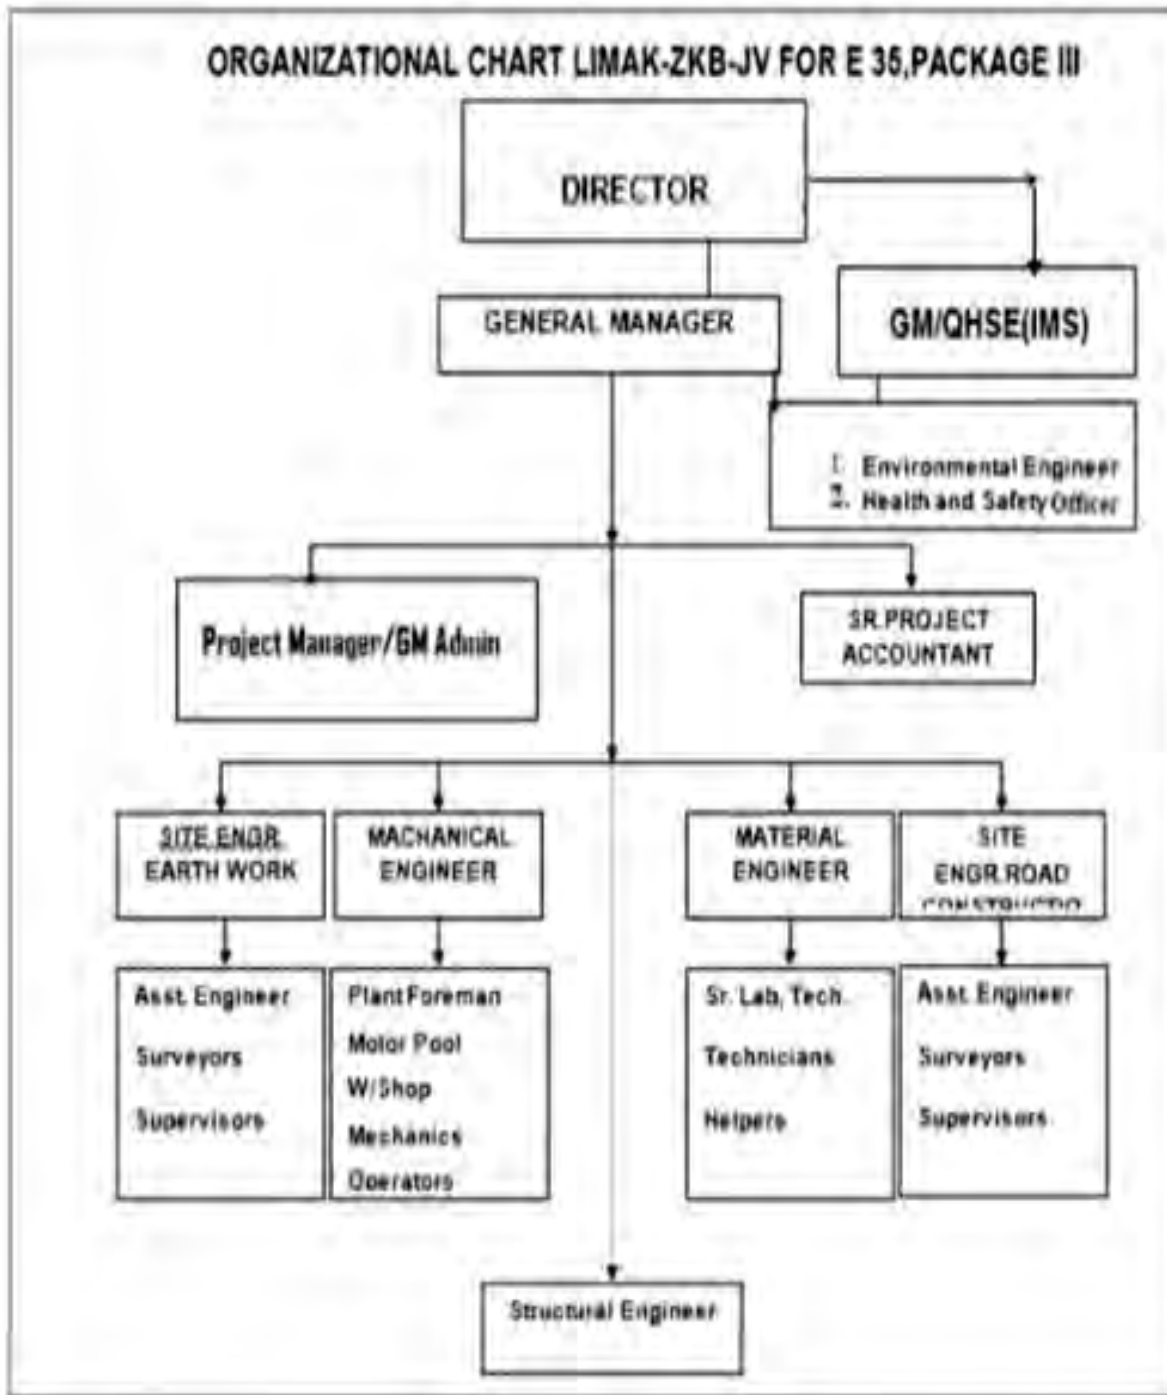 ORGANIZATIONAL CHART LIMAK-ZKB-JV FOR E 35,PACKAGE III
DIRECTOR
GENERAL MANAGER
GM/QHSE(IMS)
1. Environmental Engineer
2. Health and Safety Officer
Project Manager/GM Admin
SR.PROJECT
ACCOUNTANT
SITE ENGR.
EARTH WORK
MACHANICAL
ENGINEER
MATERIAL
ENGINEER
SITE
ENGR.ROAD
CONSTRUCTIO
Asst. Engineer
Surveyors
Supervisors
Plant Foreman
Motor Pool
W/Shop
Mechanics
Operators
Sr. Lab, Tech.
Technicians
Helpers
Asst. Engineer
Surveyors
Supervisors
Structural Engineer